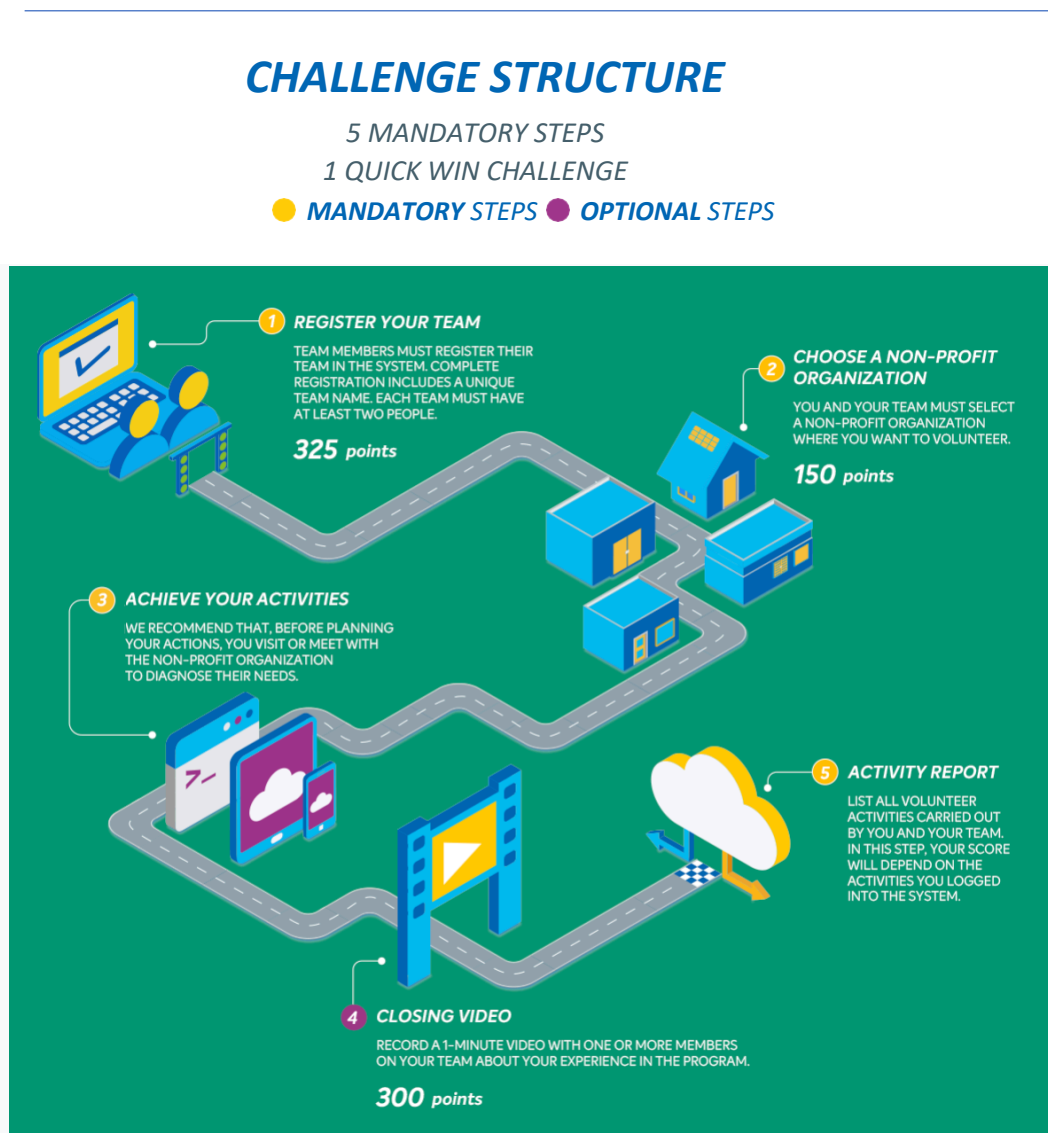 CHALLENGE STRUCTURE
5 MANDATORY STEPS
1 QUICK WIN CHALLENGE
MANDATORY STEPS OPTIONAL STEPS
1 REGISTER YOUR TEAM
TEAM MEMBERS MUST REGISTER THEIR
TEAM IN THE SYSTEM. COMPLETE
REGISTRATION INCLUDES A UNIQUE
TEAM NAME. EACH TEAM MUST HAVE
AT LEAST TWO PEOPLE.
325 points
2 CHOOSE A NON-PROFIT
ORGANIZATION
YOU AND YOUR TEAM MUST SELECT
A NON-PROFIT ORGANIZATION
WHERE YOU WANT TO VOLUNTEER.
150 points
3 ACHIEVE YOUR ACTIVITIES
WE RECOMMEND THAT, BEFORE PLANNING
YOUR ACTIONS, YOU VISIT OR MEET WITH
THE NON-PROFIT ORGANIZATION
TO DIAGNOSE THEIR NEEDS.
4 CLOSING VIDEO
RECORD A 1-MINUTE VIDEO WITH ONE OR MORE MEMBERS
ON YOUR TEAM ABOUT YOUR EXPERIENCE IN THE PROGRAM.
300 points
5 ACTIVITY REPORT
LIST ALL VOLUNTEER
ACTIVITIES CARRIED OUT
BY YOU AND YOUR TEAM.
IN THIS STEP, YOUR SCORE
WILL DEPEND ON THE
ACTIVITIES YOU LOGGED
INTO THE SYSTEM.